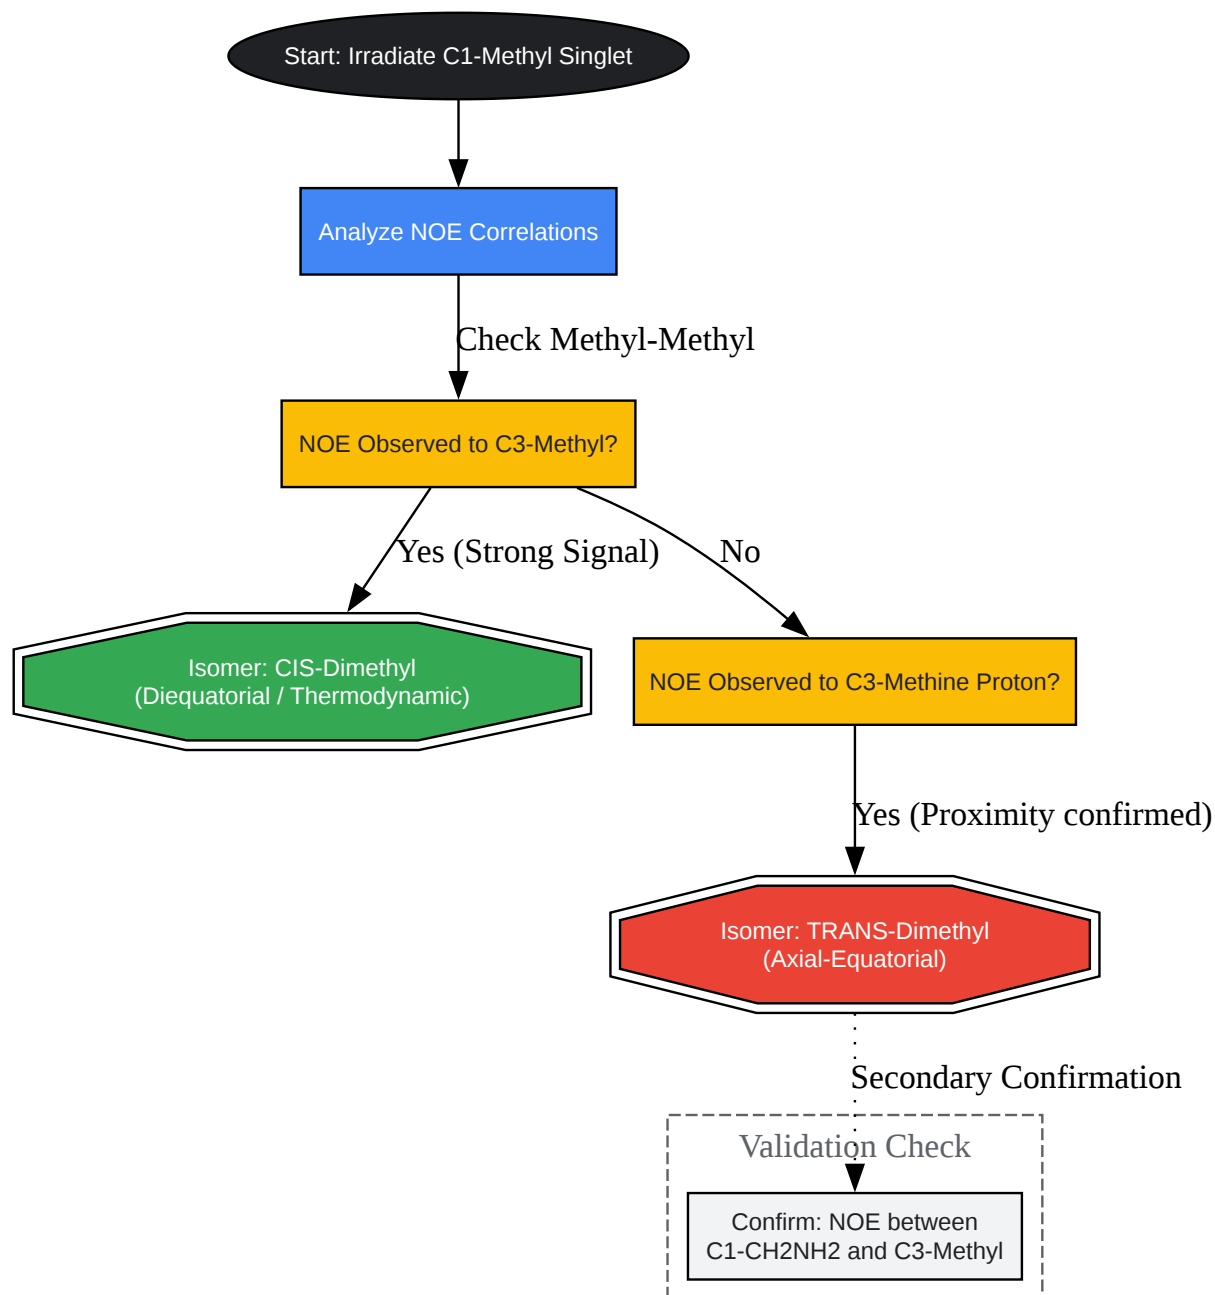 Start: Irradiate C1-Methyl Singlet
Analyze NOE Correlations
Check Methyl-Methyl
NOE Observed to C3-Methyl?
Yes (Strong Signal)
No
Isomer: CIS-Dimethyl
(Diequatorial / Thermodynamic)
NOE Observed to C3-Methine Proton?
Yes (Proximity confirmed)
Isomer: TRANS-Dimethyl
(Axial-Equatorial)
Secondary Confirmation
Validation Check
Confirm: NOE between
C1-CH2NH2 and C3-Methyl